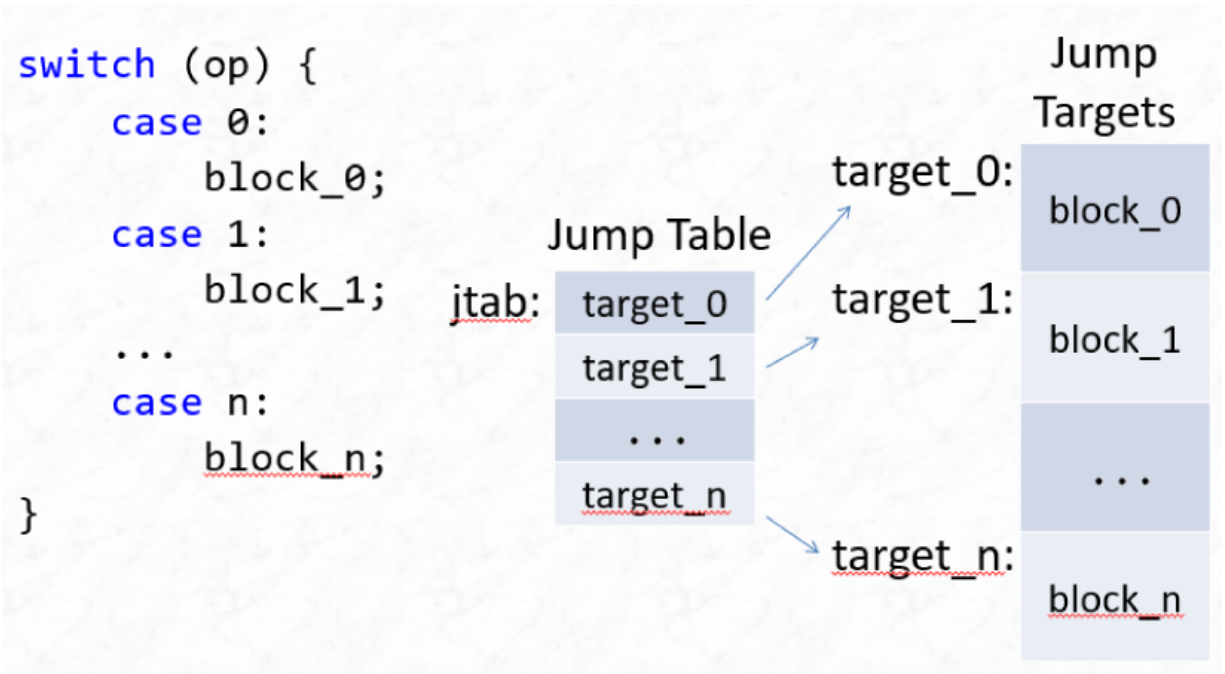 switch (op) {
case 0:
block_0;
case 1:
block_1;
...
case n:
block_n;
}
Jump Table
jtab:
target_0
target_1
...
target_n
Jump
Targets
target_0:
block_0
target_1:
block_1
...
target_n:
block_n